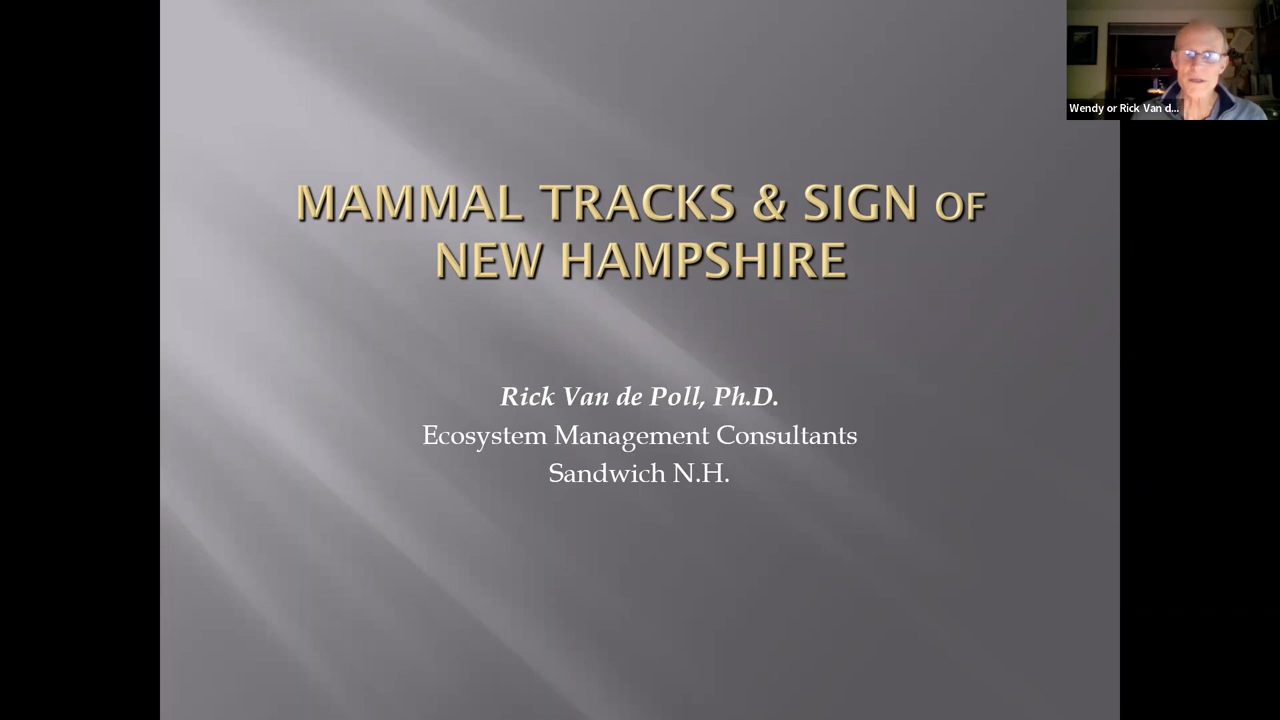 Wendy or Rick Van d...
MAMMAL TRACKS & SIGN OF
NEW HAMPSHIRE
Rick Van de Poll, Ph.D.
Ecosystem Management Consultants
Sandwich N.H.